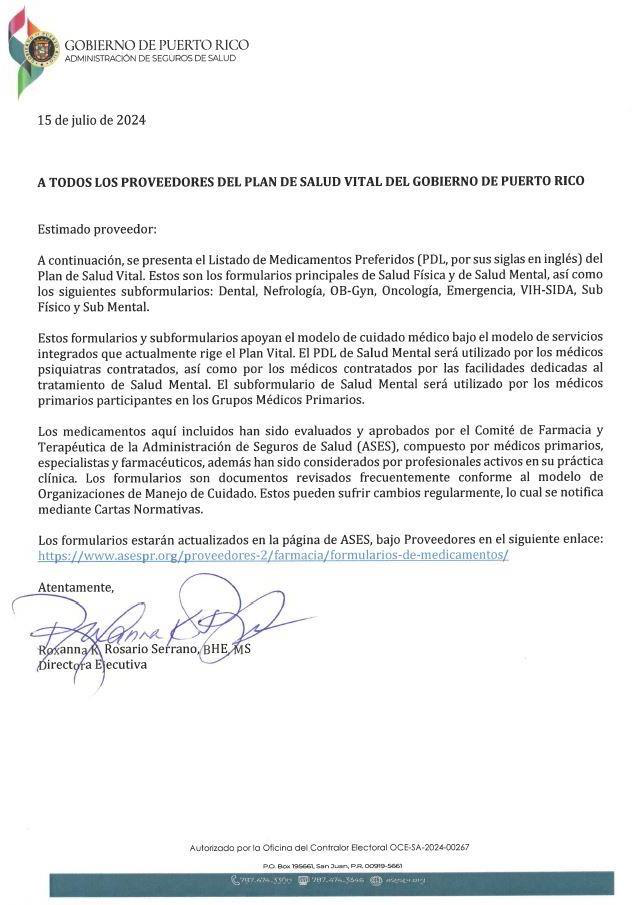 GOBIERNO DE PUERTO RICO
ADMINISTRACIÓN DE SEGUROS DE SALUD
15 de julio de 2024
A TODOS LOS PROVEEDORES DEL PLAN DE SALUD VITAL DEL GOBIERNO DE PUERTO RICO
Estimado proveedor:
A continuación, se presenta el Listado de Medicamentos Preferidos (PDL, por sus siglas en inglés) del
Plan de Salud Vital. Estos son los formularios principales de Salud Física y de Salud Mental, así como
los siguientes subformularios: Dental, Nefrología, OB-Gyn, Oncología, Emergencia, VIH-SIDA, Sub
Físico y Sub Mental.
Estos formularios y subformularios apoyan el modelo de cuidado médico bajo el modelo de servicios
integrados que actualmente rige el Plan Vital. El PDL de Salud Mental será utilizado por los médicos
psiquiatras contratados, así como por los médicos contratados por las facilidades dedicadas al
tratamiento de Salud Mental. El subformulario de Salud Mental será utilizado por los médicos
primarios participantes en los Grupos Médicos Primarios.
Los medicamentos aquí incluidos han sido evaluados y aprobados por el Comité de Farmacia y
Terapéutica de la Administración de Seguros de Salud (ASES), compuesto por médicos primarios,
especialistas y farmacéuticos, además han sido considerados por profesionales activos en su práctica
clínica. Los formularios son documentos revisados frecuentemente conforme al modelo de
Organizaciones de Manejo de Cuidado. Estos pueden sufrir cambios regularmente, lo cual se notifica
mediante Cartas Normativas.
Los formularios estarán actualizados en la página de ASES, bajo Proveedores en el siguiente enlace:
https://www.asespr.org/proveedores-2/farmacia/formularios-de-medicamentos/
Atentamente,
Roxanna K. Rosario Serrano, BHE, MS
Directora Ejecutiva
Autorizado por la Oficina del Contralor Electoral OCE-SA-2024-00267
P.O. Box 195661, San Juan, P.R. 00919-5661
787.474.3300 787.474.3346 asespr.org